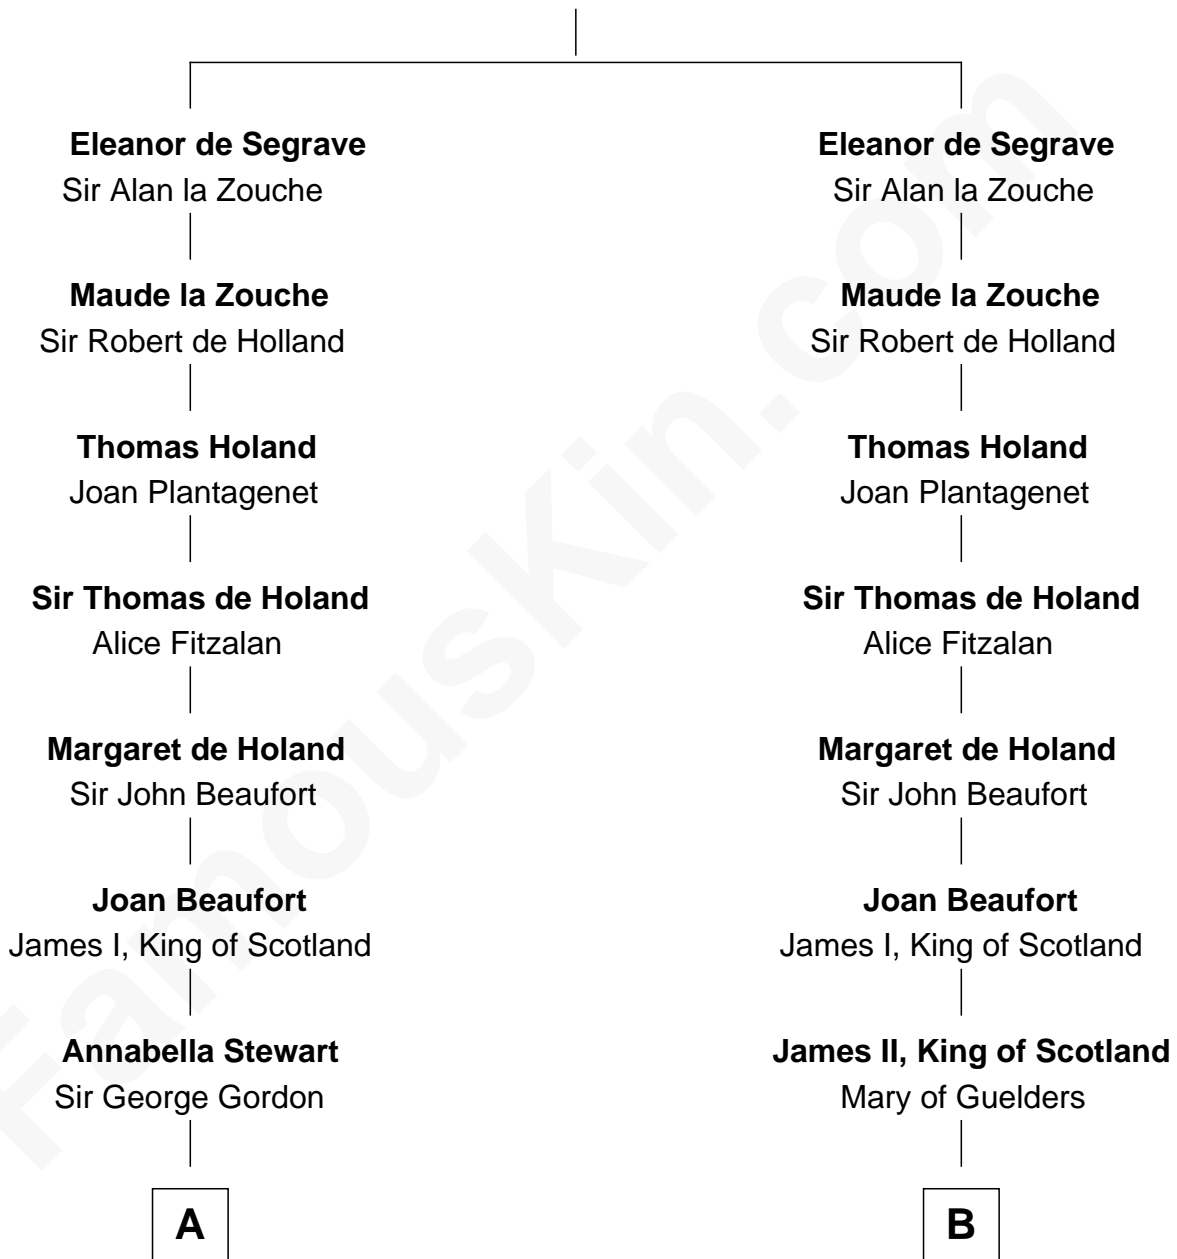 Eleanor de Segrave
Sir Alan la Zouche
Maude la Zouche
Sir Robert de Holland
Thomas Holand
Joan Plantagenet
Sir Thomas de Holand
Alice Fitzalan
Margaret de Holand
Sir John Beaufort
Joan Beaufort
James I, King of Scotland
Annabella Stewart
Sir George Gordon
A
Eleanor de Segrave
Sir Alan la Zouche
Maude la Zouche
Sir Robert de Holland
Thomas Holand
Joan Plantagenet
Sir Thomas de Holand
Alice Fitzalan
Margaret de Holand
Sir John Beaufort
Joan Beaufort
James I, King of Scotland
James II, King of Scotland
Mary of Guelders
B
FamousKin.com